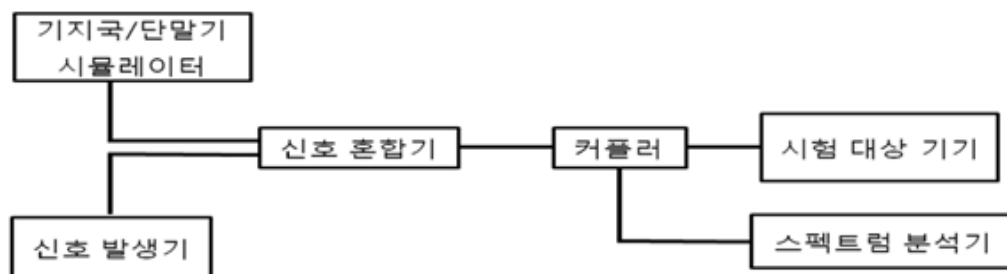 기지국/단말기
시뮬레이터
신호 혼합기
커플러
시험 대상 기기
신호 발생기
스펙트럼 분석기